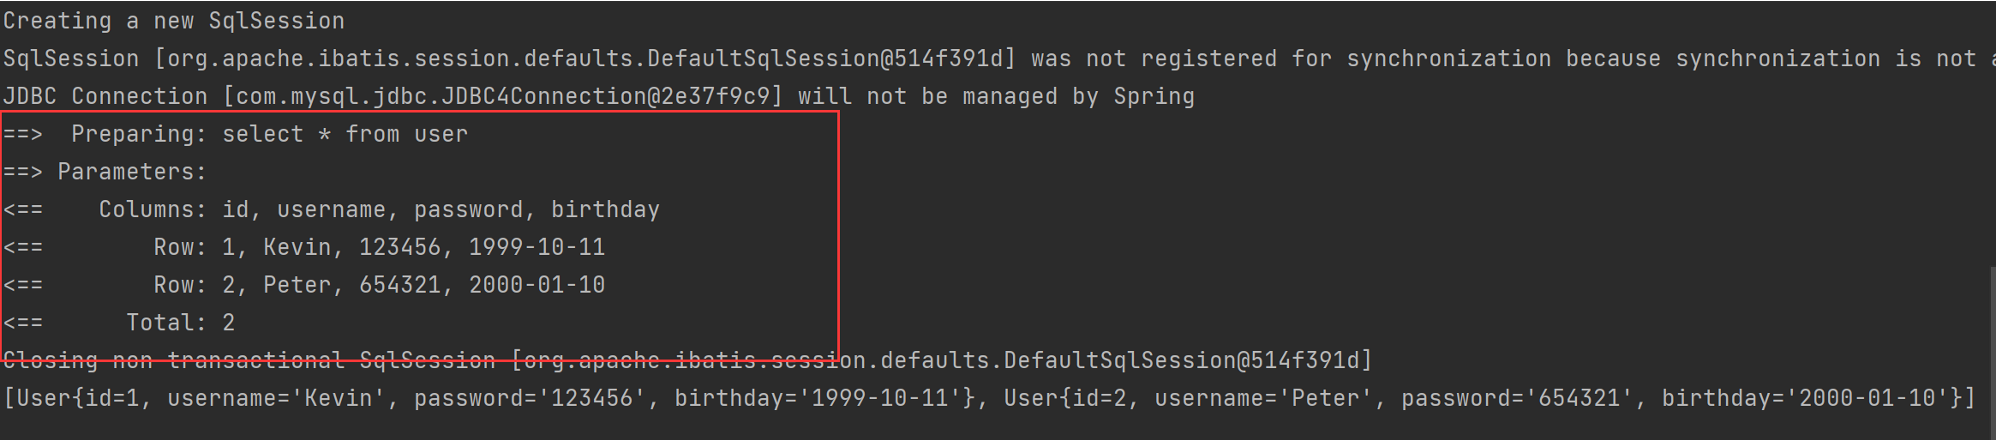 Creating a new SqlSession
SqlSession [org.apache.ibatis.session.defaults.DefaultSqlSession@514f391d] was not registered for synchronization because synchronization is not a
JDBC Connection [com.mysql.jdbc.JDBC4Connection@2e37f9c9] will not be managed by Spring
==>  Preparing: select * from user
==> Parameters:
<==    Columns: id, username, password, birthday
<==        Row: 1, Kevin, 123456, 1999-10-11
<==        Row: 2, Peter, 654321, 2000-01-10
<==      Total: 2
Closing non transactional SqlSession [org.apache.ibatis.session.defaults.DefaultSqlSession@514f391d]
[User{id=1, username='Kevin', password='123456', birthday='1999-10-11'}, User{id=2, username='Peter', password='654321', birthday='2000-01-10'}]